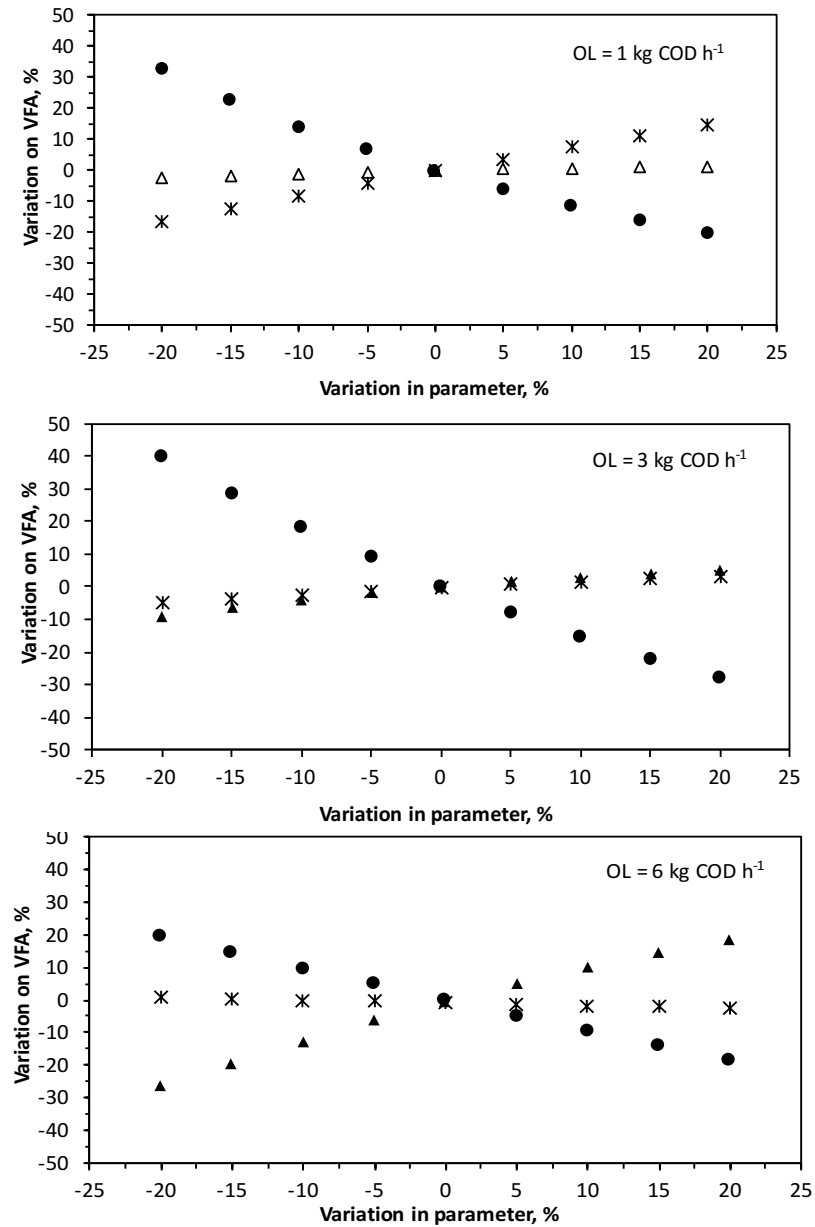 50
40
30
20
10
0
-10
-20
-30
-40
-50
Variation on VFA, %
OL = 1 kg COD h-1
-25 -20 -15 -10 -5 0 5 10 15 20 25
Variation in parameter, %
50
40
30
20
10
0
-10
-20
-30
-40
-50
Variation on VFA, %
OL = 3 kg COD h-1
-25 -20 -15 -10 -5 0 5 10 15 20 25
Variation in parameter, %
50
40
30
20
10
0
-10
-20
-30
-40
-50
Variation on VFA, %
OL = 6 kg COD h-1
-25 -20 -15 -10 -5 0 5 10 15 20 25
Variation in parameter, %